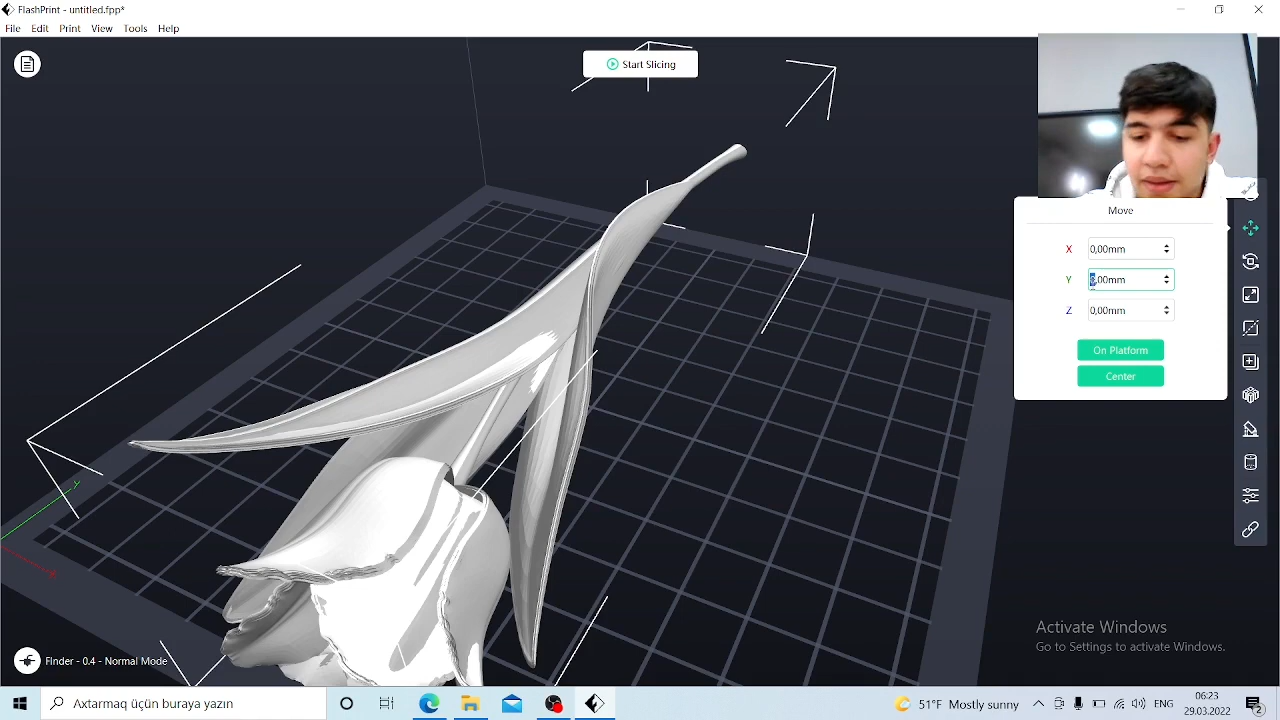 FlashPrint - untitled.fpp*
File Edit Print View Tools Help
Start Slicing
Move
X 0,00mm
Y 0,00mm
Z 0,00mm
On Platform
Center
y
x
Activate Windows
Go to Settings to activate Windows.
FInder - 0.4 - Normal Mode
Axtarmaq üçün buraya yazın
51°F Mostly sunny
ENG
06:23
29.03.2022
2